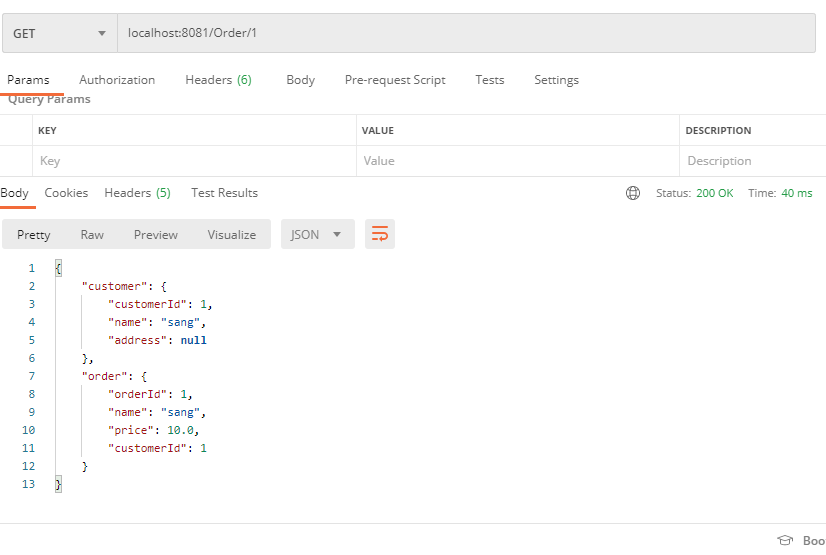 GET localhost:8081/Order/1
Params Authorization Headers (6) Body Pre-request Script Tests Settings
Query Params
KEY VALUE DESCRIPTION
Key Value Description
Body Cookies Headers (5) Test Results Status: 200 OK Time: 40 ms
Pretty Raw Preview Visualize JSON
1 {
2 "customer": {
3 "customerId": 1,
4 "name": "sang",
5 "address": null
6 },
7 "order": {
8 "orderId": 1,
9 "name": "sang",
10 "price": 10.0,
11 "customerId": 1
12 }
13 }
Boo